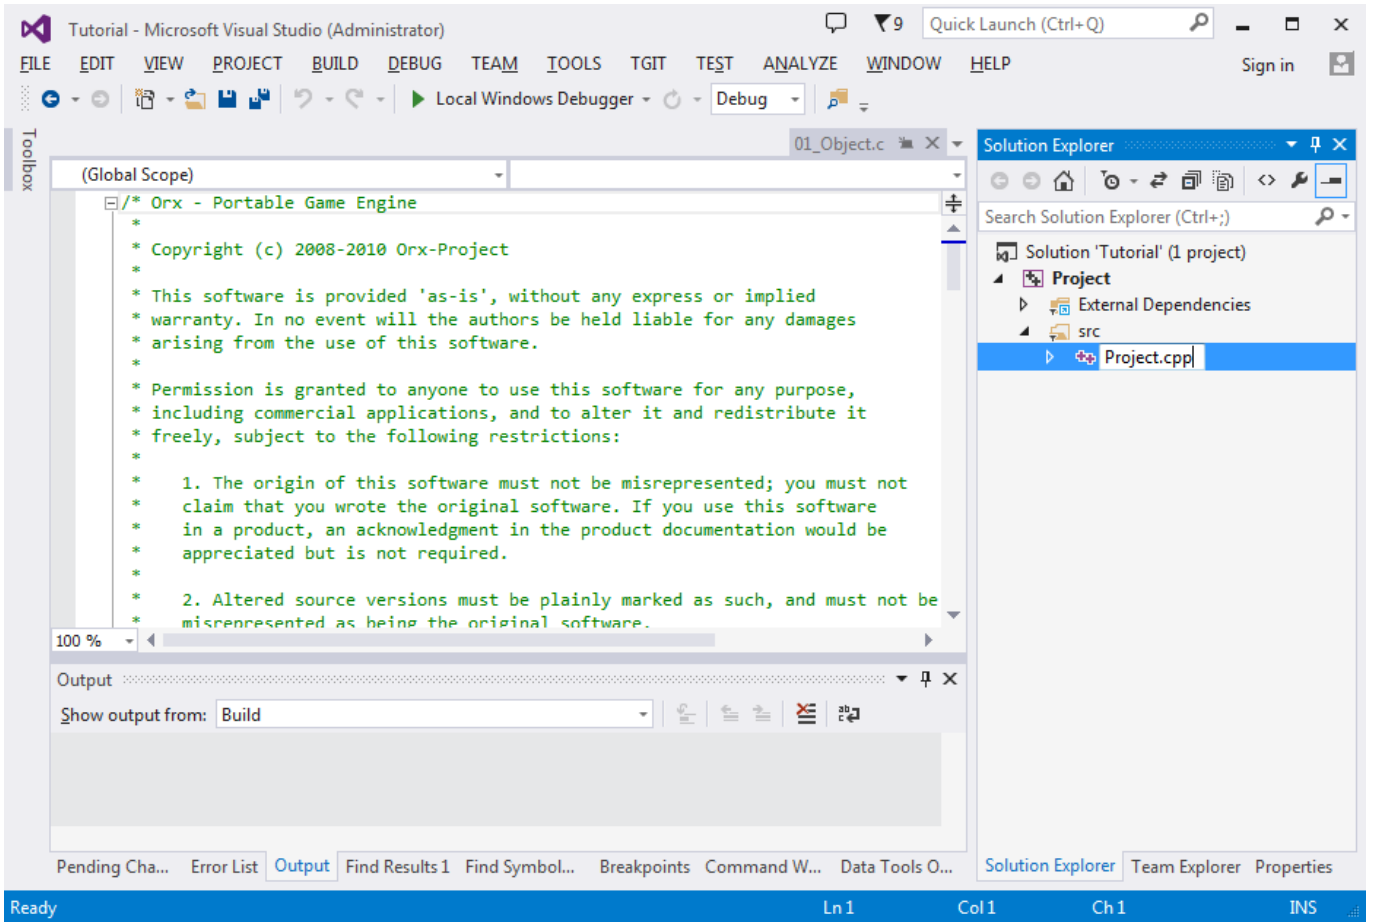 Tutorial - Microsoft Visual Studio (Administrator)
9
Quick Launch (Ctrl+Q)
FILE EDIT VIEW PROJECT BUILD DEBUG TEAM TOOLS TGIT TEST ANALYZE WINDOW HELP
Sign in
Local Windows Debugger
Debug
Toolbox
01_Object.c
(Global Scope)
/* Orx - Portable Game Engine
*
* Copyright (c) 2008-2010 Orx-Project
*
* This software is provided 'as-is', without any express or implied
* warranty. In no event will the authors be held liable for any damages
* arising from the use of this software.
*
* Permission is granted to anyone to use this software for any purpose,
* including commercial applications, and to alter it and redistribute it
* freely, subject to the following restrictions:
*
* 1. The origin of this software must not be misrepresented; you must not
* claim that you wrote the original software. If you use this software
* in a product, an acknowledgment in the product documentation would be
* appreciated but is not required.
*
* 2. Altered source versions must be plainly marked as such, and must not be
* misrepresented as being the original software.
100 %
Output
Show output from: Build
Pending Cha... Error List Output Find Results 1 Find Symbol... Breakpoints Command W... Data Tools O...
Solution Explorer
Search Solution Explorer (Ctrl+;)
Solution 'Tutorial' (1 project)
Project
External Dependencies
src
Project.cpp
Solution Explorer Team Explorer Properties
Ready Ln 1 Col 1 Ch 1 INS